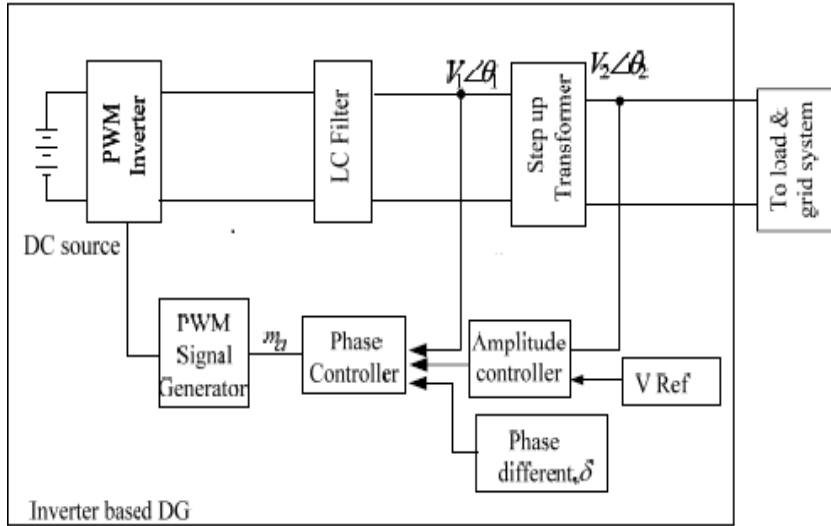 V₁∠θ₁
V₂∠θ₂
PWM
Inverter
LC Filter
Step up
Transformer
To load &
grid system
DC source
PWM
Signal
Generator
mₐ
Phase
Controller
Amplitude
controller
V Ref
Phase
different, δ
Inverter based DG